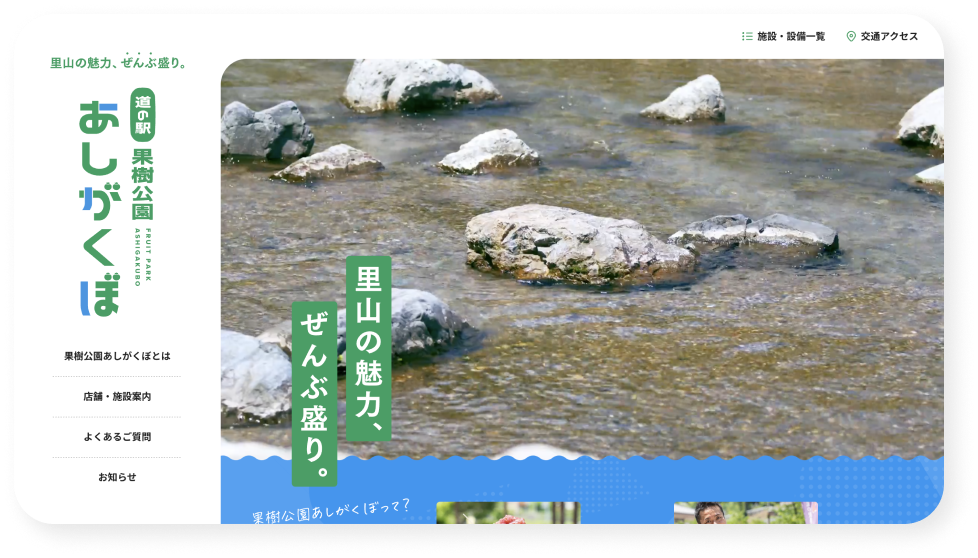 施設・設備一覧
交通アクセス
里山の魅力、ぜんぶ盛り。
道の駅
果樹公園
あしがくぼ
FRUIT PARK
ASHIGAKUBO
果樹公園あしがくぼとは
店舗・施設案内
よくあるご質問
お知らせ
里山の魅力、
ぜんぶ盛り。
果樹公園あしがくぼって?